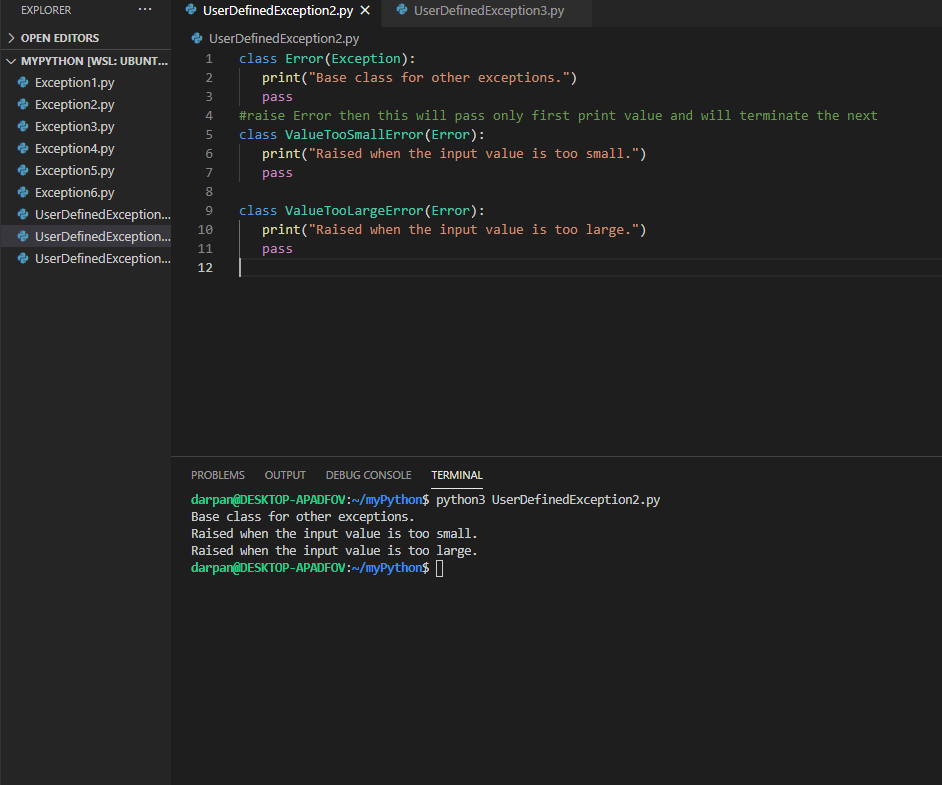 EXPLORER ...
OPEN EDITORS
MYPYTHON [WSL: UBUNT...
Exception1.py
Exception2.py
Exception3.py
Exception4.py
Exception5.py
Exception6.py
UserDefinedException...
UserDefinedException...
UserDefinedException...
UserDefinedException2.py UserDefinedException3.py
UserDefinedException2.py
1 class Error(Exception):
2 print("Base class for other exceptions.")
3 pass
4 #raise Error then this will pass only first print value and will terminate the next
5 class ValueTooSmallError(Error):
6 print("Raised when the input value is too small.")
7 pass
8
9 class ValueTooLargeError(Error):
10 print("Raised when the input value is too large.")
11 pass
12
PROBLEMS OUTPUT DEBUG CONSOLE TERMINAL
darpan@DESKTOP-APADFOV:~/myPython$ python3 UserDefinedException2.py
Base class for other exceptions.
Raised when the input value is too small.
Raised when the input value is too large.
darpan@DESKTOP-APADFOV:~/myPython$